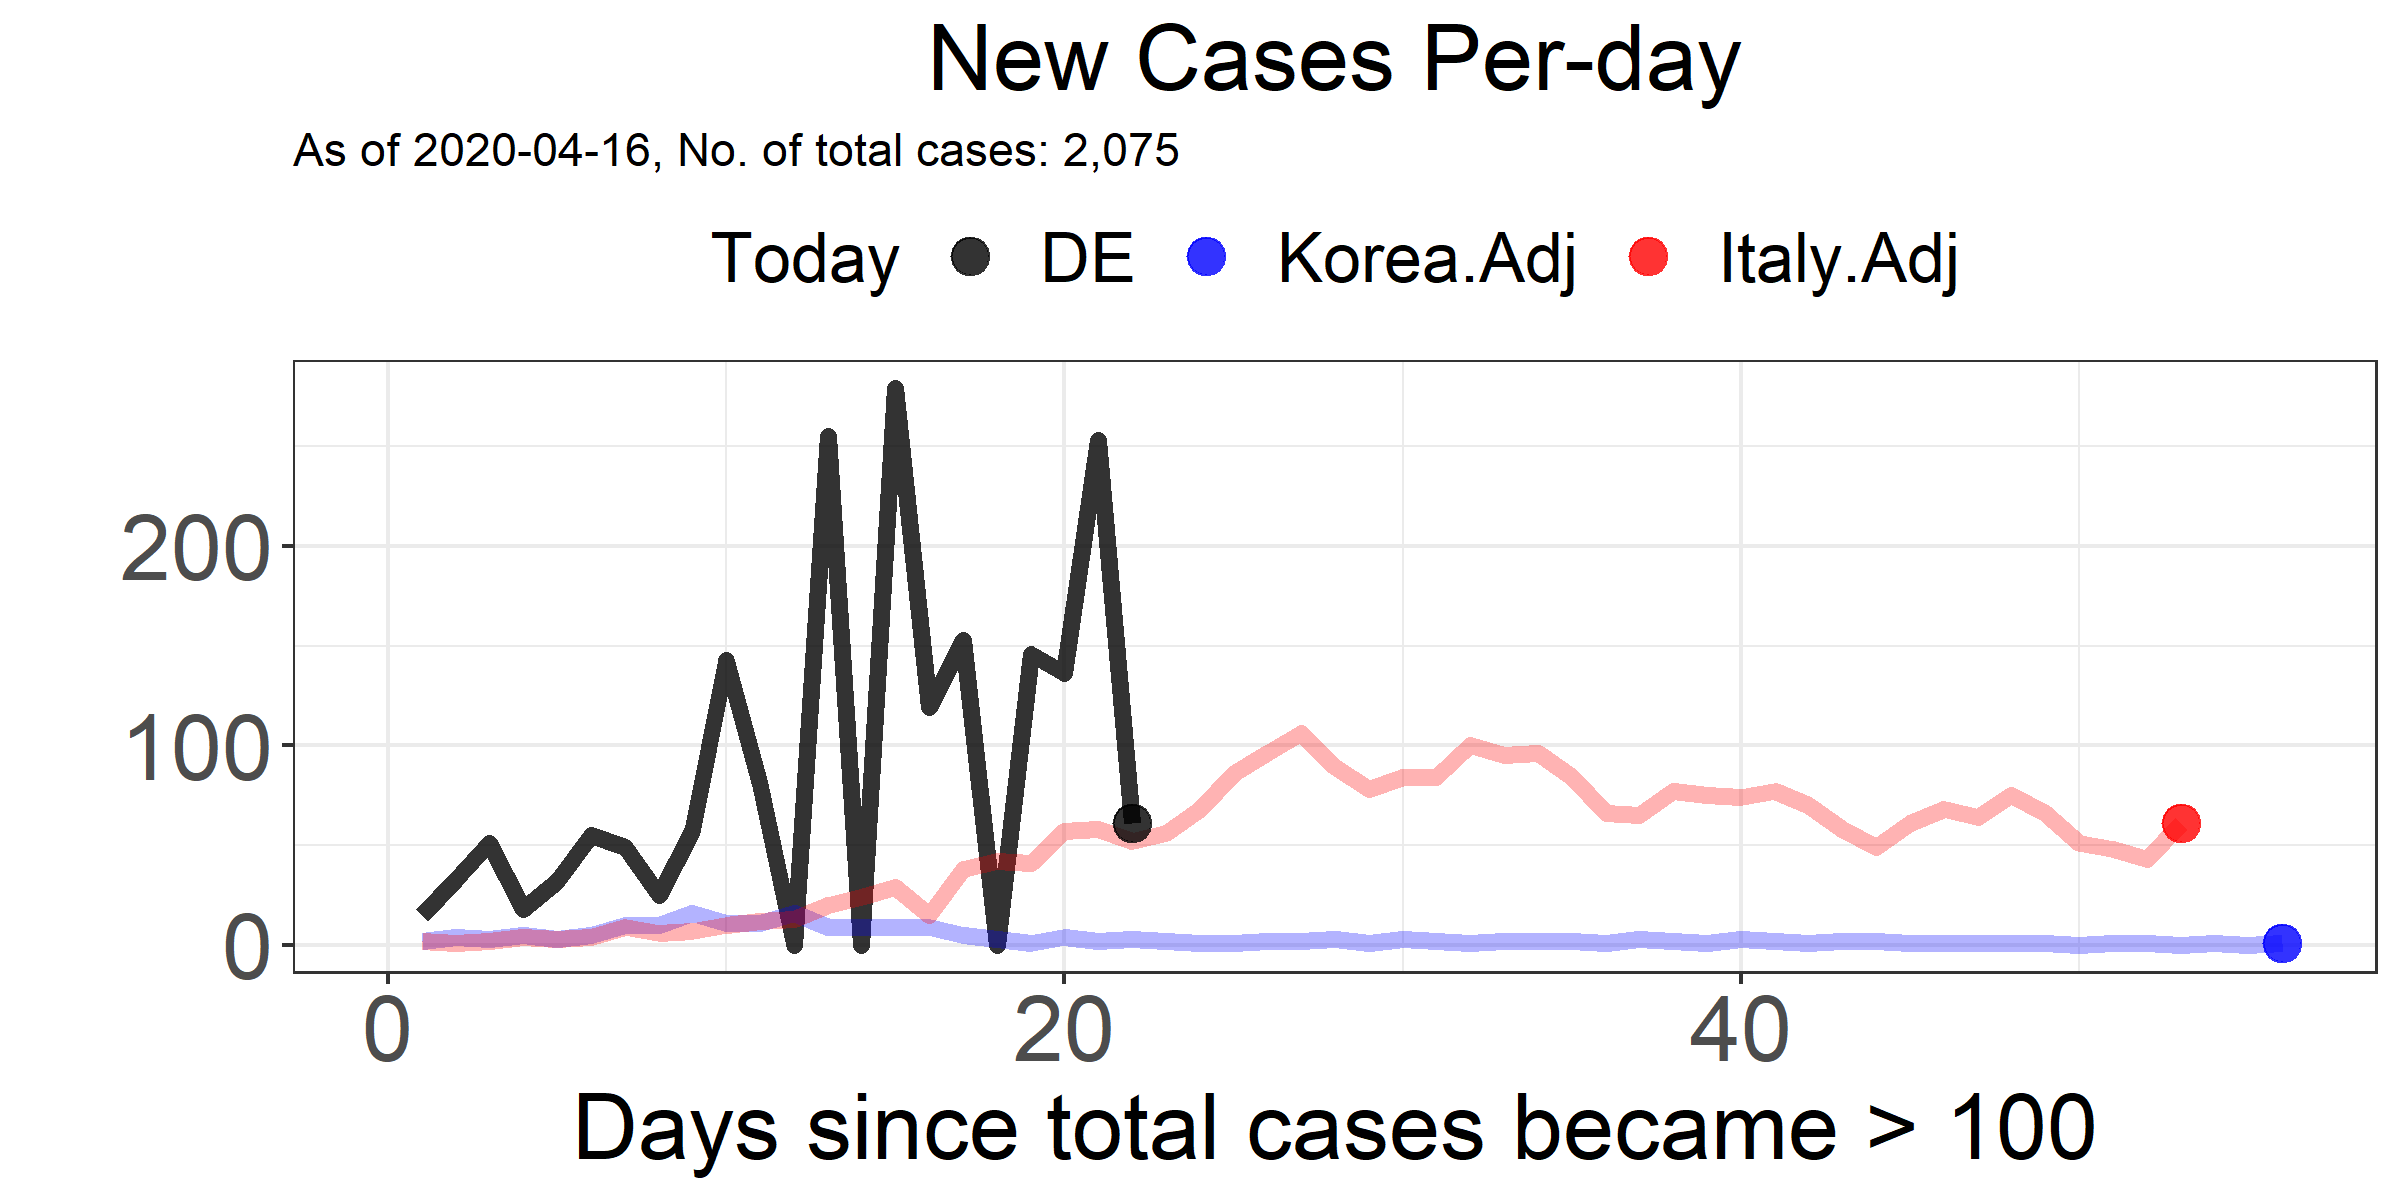 New Cases Per-day
As of 2020-04-16, No. of total cases: 2,075
Today DE Korea.Adj Italy.Adj
200
100
0
0 20 40
Days since total cases became > 100